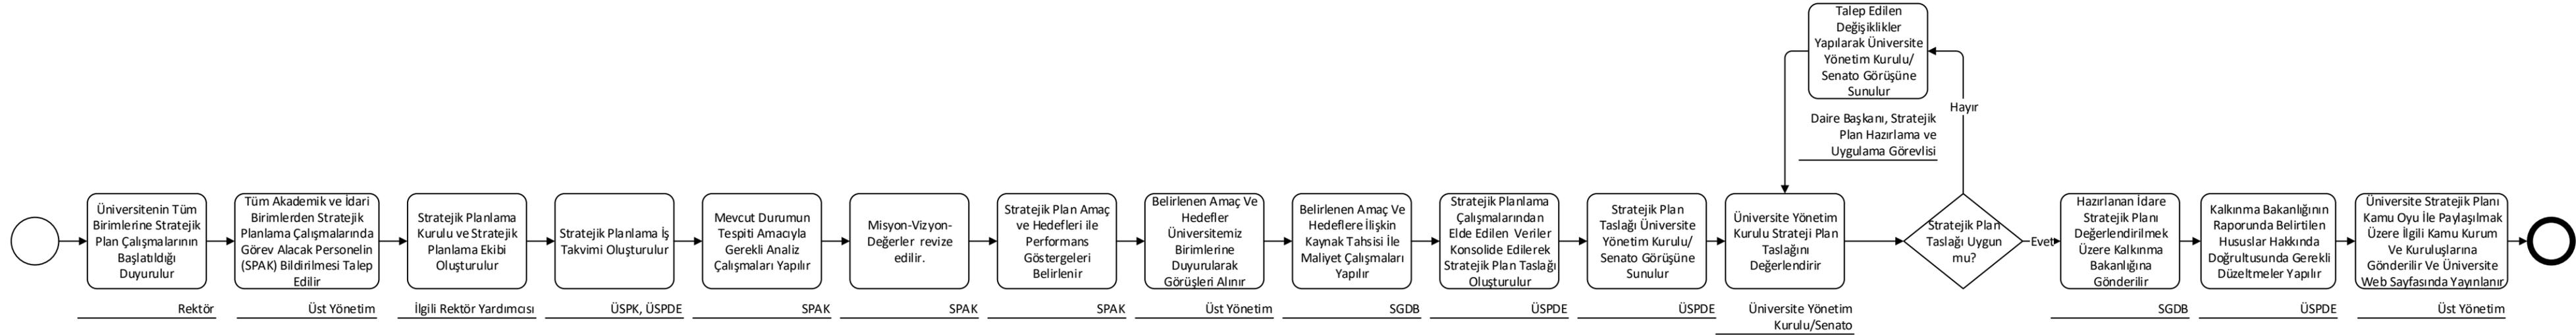 Üniversitenin Tüm
Birimlerine Stratejik
Plan Çalışmalarının
Başlatıldığı
Duyurulur
Rektör
Tüm Akademik ve İdari
Birimlerden Stratejik
Planlama Çalışmalarında
Görev Alacak Personelin
(SPAK) Bildirilmesi Talep
Edilir
Üst Yönetim
Stratejik Planlama
Kurulu ve Stratejik
Planlama Ekibi
Oluşturulur
İlgili Rektör Yardımcısı
Stratejik Planlama İş
Takvimi Oluşturulur
ÜSPK, ÜSPDE
Mevcut Durumun
Tespiti Amacıyla
Gerekli Analiz
Çalışmaları Yapılır
SPAK
Misyon-Vizyon-
Değerler revize
edilir.
SPAK
Stratejik Plan Amaç
ve Hedefleri ile
Performans
Göstergeleri
Belirlenir
SPAK
Belirlenen Amaç Ve
Hedefler
Üniversitemiz
Birimlerine
Duyurularak
Görüşleri Alınır
Üst Yönetim
Belirlenen Amaç Ve
Hedeflere İlişkin
Kaynak Tahsisi İle
Maliyet Çalışmaları
Yapılır
SGDB
Stratejik Planlama
Çalışmalarından
Elde Edilen Veriler
Konsolide Edilerek
Stratejik Plan Taslağı
Oluşturulur
ÜSPDE
Stratejik Plan
Taslağı Üniversite
Yönetim Kurulu/
Senato Görüşüne
Sunulur
ÜSPDE
Üniversite Yönetim
Kurulu Strateji Plan
Taslağını
Değerlendirir
Üniversite Yönetim
Kurulu/Senato
Stratejik Plan
Taslağı Uygun
mu?
Hayır
Talep Edilen
Değişiklikler
Yapılarak Üniversite
Yönetim Kurulu/
Senato Görüşüne
Sunulur
Daire Başkanı, Stratejik
Plan Hazırlama ve
Uygulama Görevlisi
Evet
Hazırlanan İdare
Stratejik Planı
Değerlendirilmek
Üzere Kalkınma
Bakanlığına
Gönderilir
SGDB
Kalkınma Bakanlığının
Raporunda Belirtilen
Hususlar Hakkında
Doğrultusunda Gerekli
Düzeltmeler Yapılır
ÜSPDE
Üniversite Stratejik Planı
Kamu Oyu İle Paylaşılmak
Üzere İlgili Kamu Kurum
Ve Kuruluşlarına
Gönderilir Ve Üniversite
Web Sayfasında Yayınlanır
Üst Yönetim